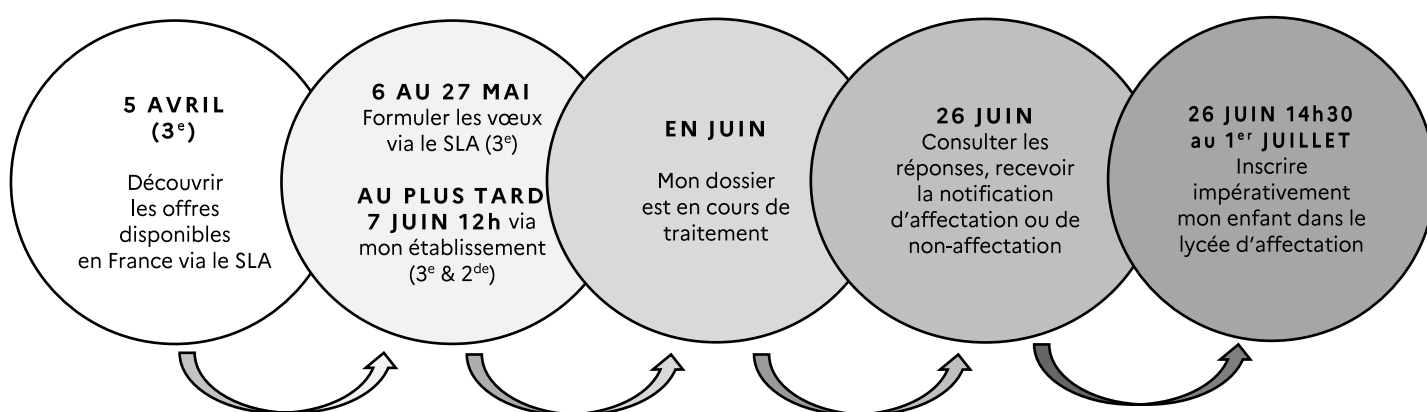 5 AVRIL
(3ᵉ)
Découvrir
les offres
disponibles
en France via le SLA
6 AU 27 MAI
Formuler les vœux
via le SLA (3ᵉ)
AU PLUS TARD
7 JUIN 12h via
mon établissement
(3ᵉ & 2ᵈᵉ)
EN JUIN
Mon dossier
est en cours de
traitement
26 JUIN
Consulter les
réponses, recevoir
la notification
d’affectation ou de
non-affectation
26 JUIN 14h30
au 1ᵉʳ JUILLET
Inscrire
impérativement
mon enfant dans le
lycée d’affectation